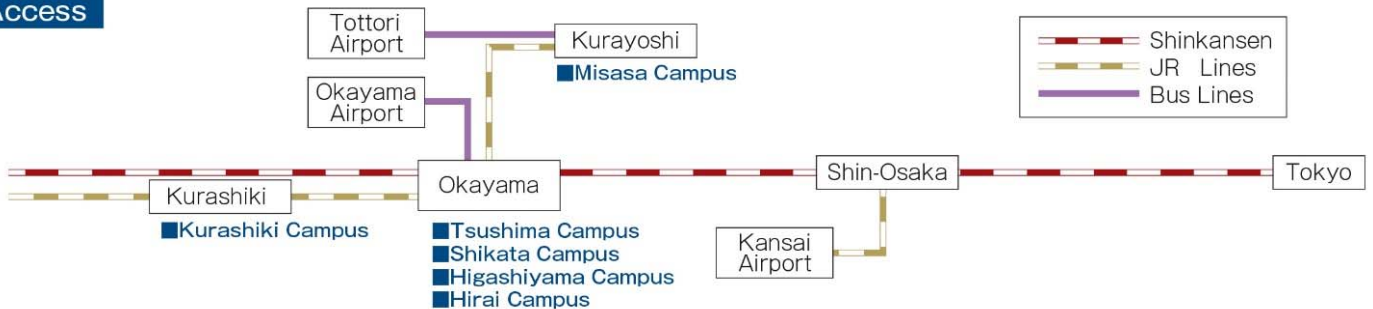 Access
Tottori
Airport
Kurayoshi
■Misasa Campus
Okayama
Airport
Shinkansen
JR Lines
Bus Lines
Kurashiki
■Kurashiki Campus
Okayama
■Tsushima Campus
■Shikata Campus
■Higashiyama Campus
■Hirai Campus
Shin-Osaka
Kansai
Airport
Tokyo